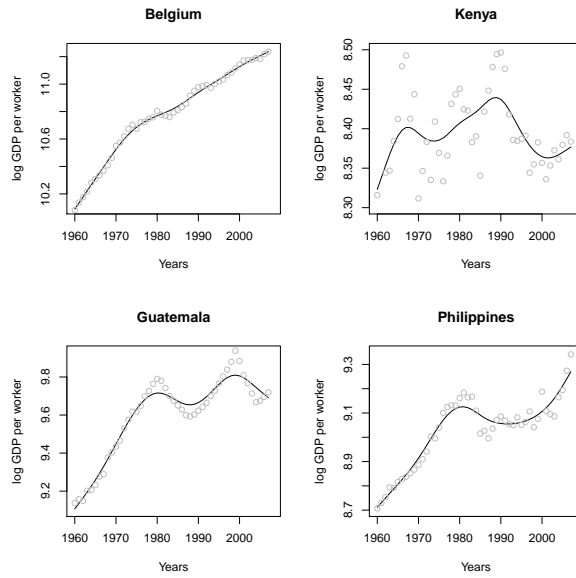 Belgium
log GDP per worker
10.2 10.6 11.0
1960 1970 1980 1990 2000
Years
Kenya
log GDP per worker
8.30 8.35 8.40 8.45 8.50
1960 1970 1980 1990 2000
Years
Guatemala
log GDP per worker
9.2 9.6 9.8
1960 1970 1980 1990 2000
Years
Philippines
log GDP per worker
8.7 8.9 9.1 9.3
1960 1970 1980 1990 2000
Years